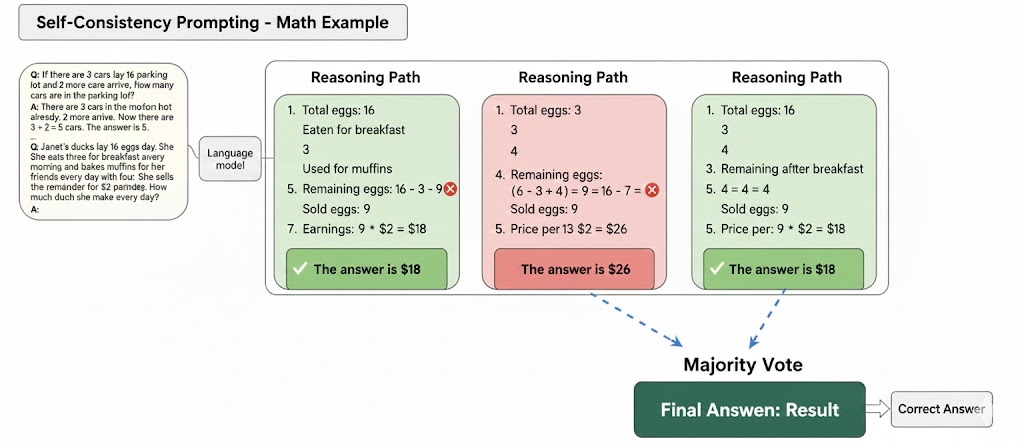 Self-Consistency Prompting - Math Example
Q: If there are 3 cars lay 16 parking
lot and 2 more care arrive, how many
cars are in the parking lof?
A: There are 3 cars in the mofon hot
alresdy, 2 more arrive. Now there are
3 + 2 = 5 cars. The answer is 5.
...
Q: Janet's ducks lay 16 eggs day. She
She eats three for breakfast avery
morning and bakes muffins for her
friends every day with four: She sells
the remander for $2 parndeg. How
much duch she make every day?
A:
Language
model
Reasoning Path
1. Total eggs: 16
Eaten for breakfast
3
Used for muffins
5. Remaining eggs: 16 - 3 - 9
Sold eggs: 9
7. Earnings: 9 * $2 = $18
The answer is $18
Reasoning Path
1. Total eggs: 3
3
4
4. Remaining eggs:
(6 - 3 + 4) = 9 = 16 - 7 =
Sold eggs: 9
5. Price per 13 $2 = $26
The answer is $26
Reasoning Path
1. Total eggs: 16
3
4
3. Remaining after breakfast
5. 4 = 4 = 4
Sold eggs: 9
5. Price per: 9 * $2 = $18
The answer is $18
Majority Vote
Final Answen: Result
Correct Answer